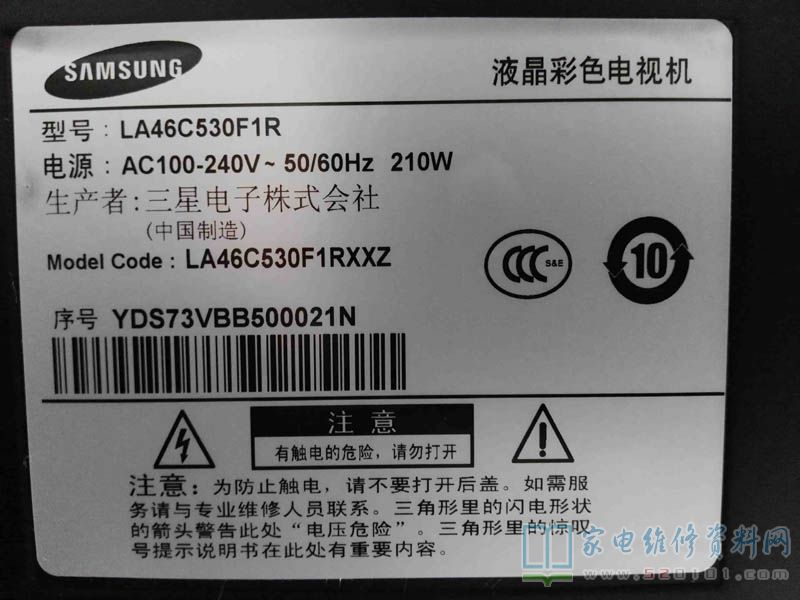 SAMSUNG
液晶彩色电视机
型号：LA46C530F1R
电源：AC100-240V~ 50/60Hz 210W
生产者：三星电子株式会社
(中国制造)
Model Code : LA46C530F1RXXZ
CCC S&E
10
序号 YDS73VBB500021N
注 意
有触电的危险，请勿打开
注意：为防止触电，请不要打开后盖。如需服
务请与专业维修人员联系。三角形里的闪电形状
的箭头警告此处“电压危险”。三角形里的惊叹
号提示说明书在此处有重要内容。
家电维修资料网
www.520101.com